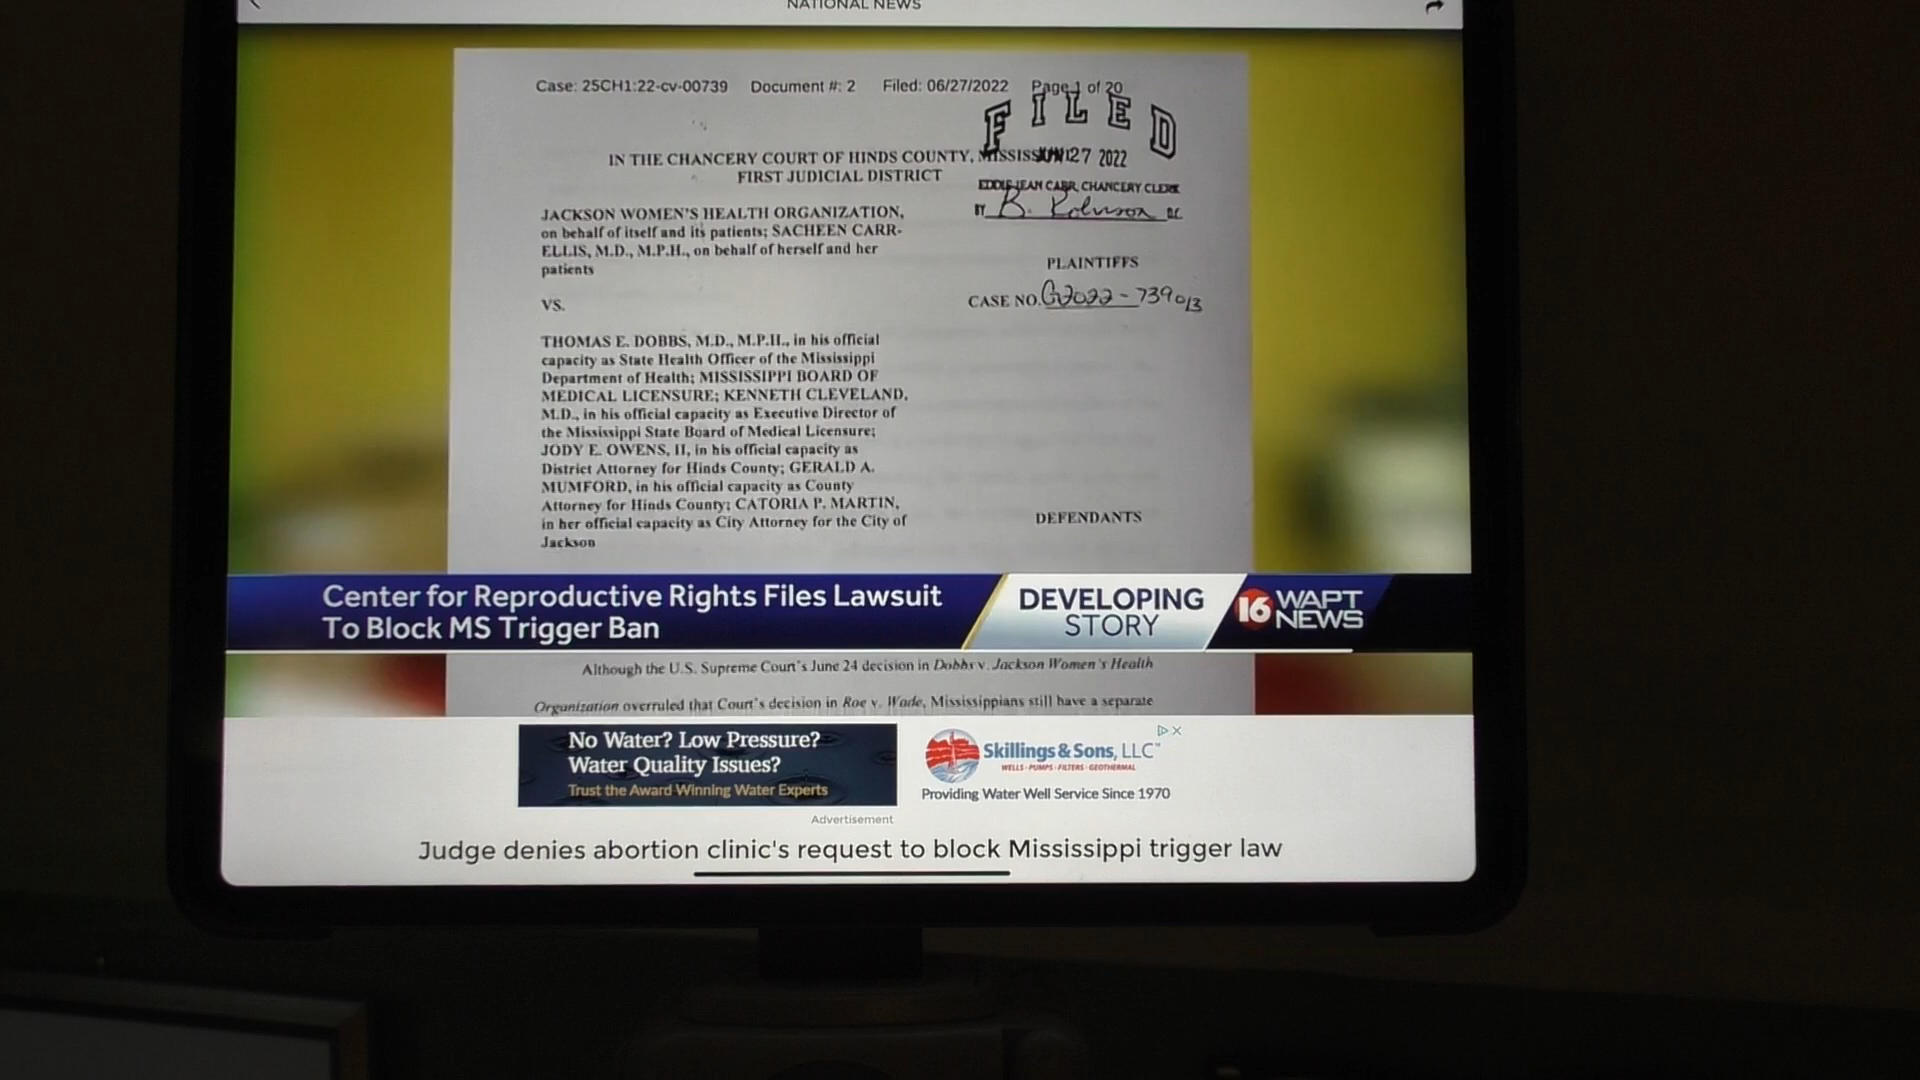 NATIONAL NEWS
Case: 25CH1:22-cv-00739 Document #: 2 Filed: 06/27/2022 Page 1 of 20
FILED
IN THE CHANCERY COURT OF HINDS COUNTY,
27 2022
FIRST JUDICIAL DISTRICT
EDDIE JEAN CARR, CHANCERY CLERK
BY B. Robinson D.C.
JACKSON WOMEN'S HEALTH ORGANIZATION,
on behalf of itself and its patients; SACHEEN CARR-
ELLIS, M.D., M.P.H., on behalf of herself and her
patients
PLAINTIFFS
VS.
CASE NO.
THOMAS E. DOBBS, M.D., M.P.H., in his official
capacity as State Health Officer of the Mississippi
Department of Health; MISSISSIPPI BOARD OF
MEDICAL LICENSURE; KENNETH CLEVELAND,
M.D., in his official capacity as Executive Director of
the Mississippi State Board of Medical Licensure;
JODY E. OWENS, II, in his official capacity as
District Attorney for Hinds County; GERALD A.
MUMFORD, in his official capacity as County
Attorney for Hinds County; CATORIA P. MARTIN,
in her official capacity as City Attorney for the City of
Jackson
DEFENDANTS
Center for Reproductive Rights Files Lawsuit
To Block MS Trigger Ban
DEVELOPING
STORY
16 WAPT
NEWS
Although the U.S. Supreme Court's June 24 decision in Dobbs v. Jackson Women's Health
Organization overruled that Court's decision in Roe v. Wade, Mississippians still have a separate
No Water? Low Pressure?
Water Quality Issues?
Trust the Award-Winning Water Experts
Skillings & Sons, LLC
WELLS · PUMPS · FILTERS · GEOTHERMAL
Providing Water Well Service Since 1970
Advertisement
Judge denies abortion clinic's request to block Mississippi trigger law